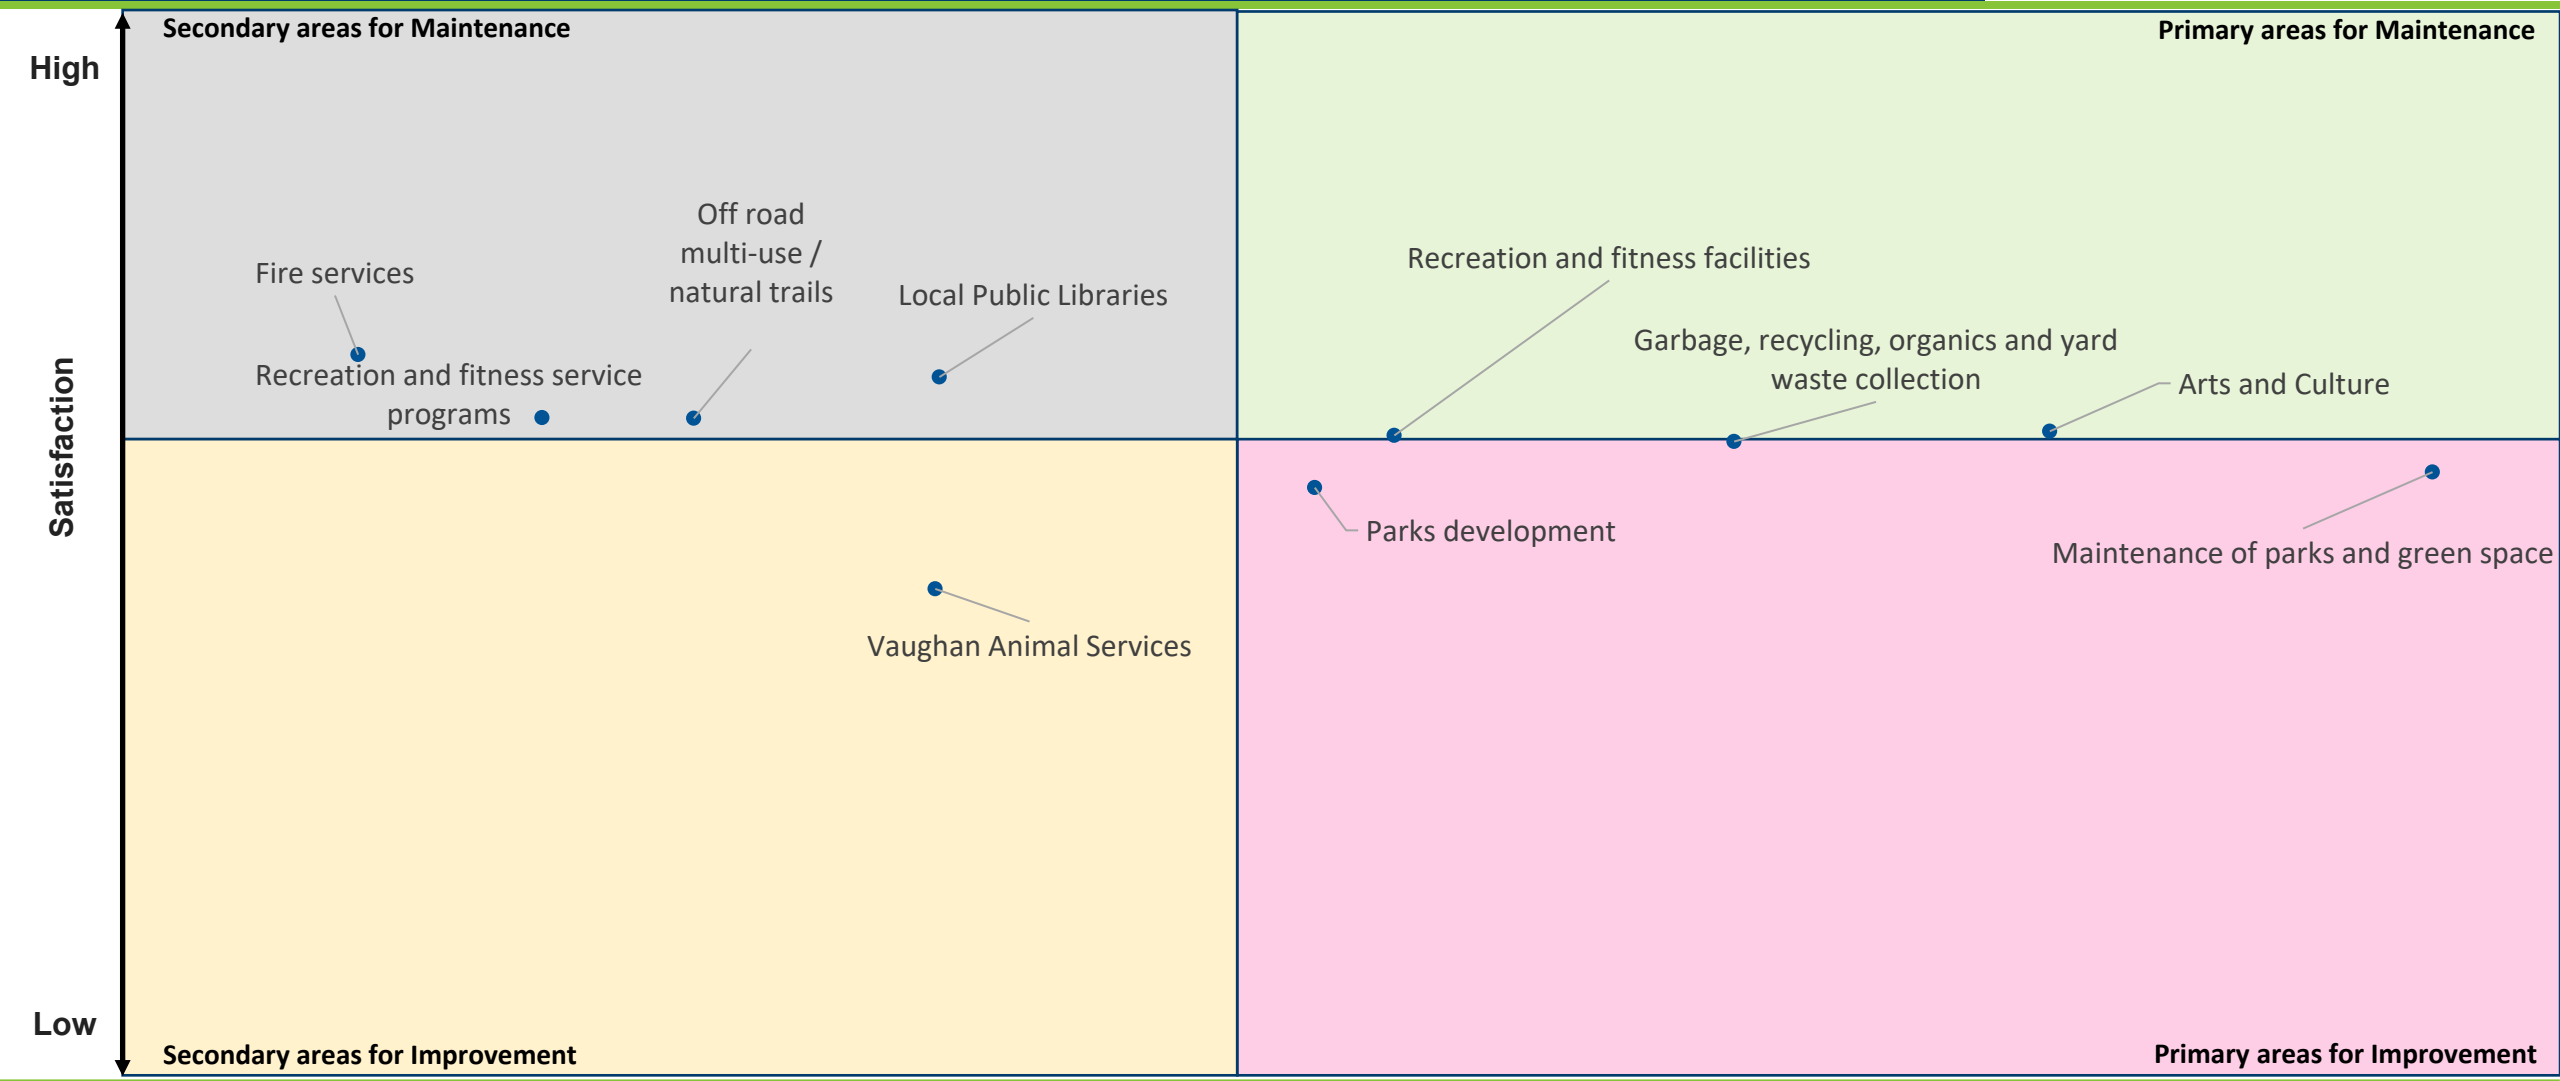 Secondary areas for Maintenance
Primary areas for Maintenance
High
Off road
multi-use /
natural trails
Fire services
Local Public Libraries
Recreation and fitness facilities
Garbage, recycling, organics and yard
waste collection
Arts and Culture
Recreation and fitness service
programs
Satisfaction
Parks development
Maintenance of parks and green space
Vaughan Animal Services
Low
Secondary areas for Improvement
Primary areas for Improvement